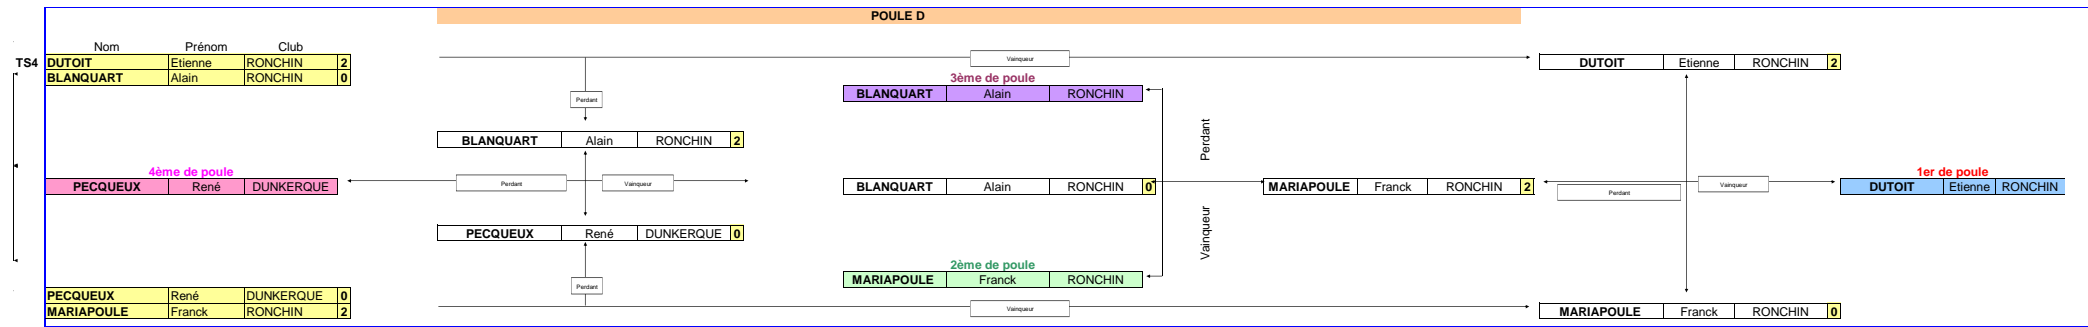 POULE D
Nom Prénom Club
TS4 DUTOIT Etienne RONCHIN 2
BLANQUART Alain RONCHIN 0
Vainqueur
DUTOIT Etienne RONCHIN 2
3ème de poule
BLANQUART Alain RONCHIN
Perdant
BLANQUART Alain RONCHIN 2
Perdant
4ème de poule
PECQUEUX René DUNKERQUE
Perdant
Vainqueur
BLANQUART Alain RONCHIN 0
MARIAPOULE Franck RONCHIN 2
Perdant
Vainqueur
1er de poule
DUTOIT Etienne RONCHIN
PECQUEUX René DUNKERQUE 0
Vainqueur
2ème de poule
MARIAPOULE Franck RONCHIN
Perdant
PECQUEUX René DUNKERQUE 0
MARIAPOULE Franck RONCHIN 2
Vainqueur
MARIAPOULE Franck RONCHIN 0